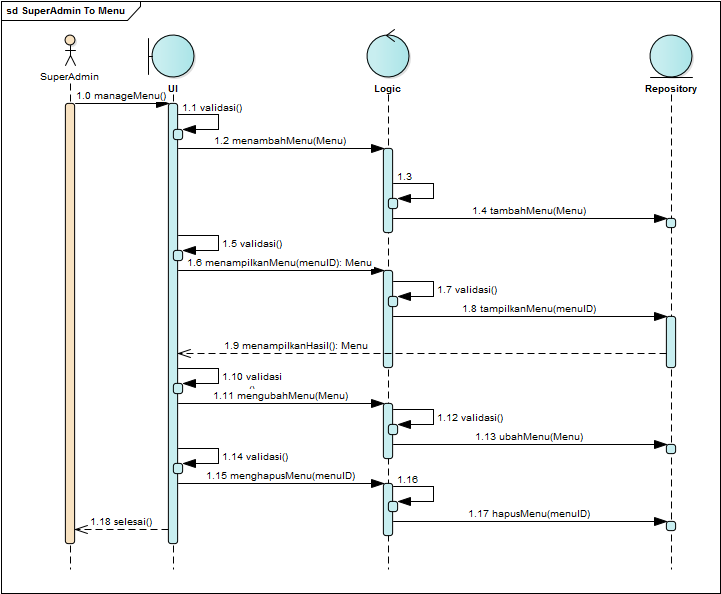 sd SuperAdmin To Menu
SuperAdmin
UI
Logic
Repository
1.0 manageMenu()
1.1 validasi()
1.2 menambahMenu(Menu)
1.3
1.4 tambahMenu(Menu)
1.5 validasi()
1.6 menampilkanMenu(menuID): Menu
1.7 validasi()
1.8 tampilkanMenu(menuID)
1.9 menampilkanHasil(): Menu
1.10 validasi
()
1.11 mengubahMenu(Menu)
1.12 validasi()
1.13 ubahMenu(Menu)
1.14 validasi()
1.15 menghapusMenu(menuID)
1.16
1.17 hapusMenu(menuID)
1.18 selesai()